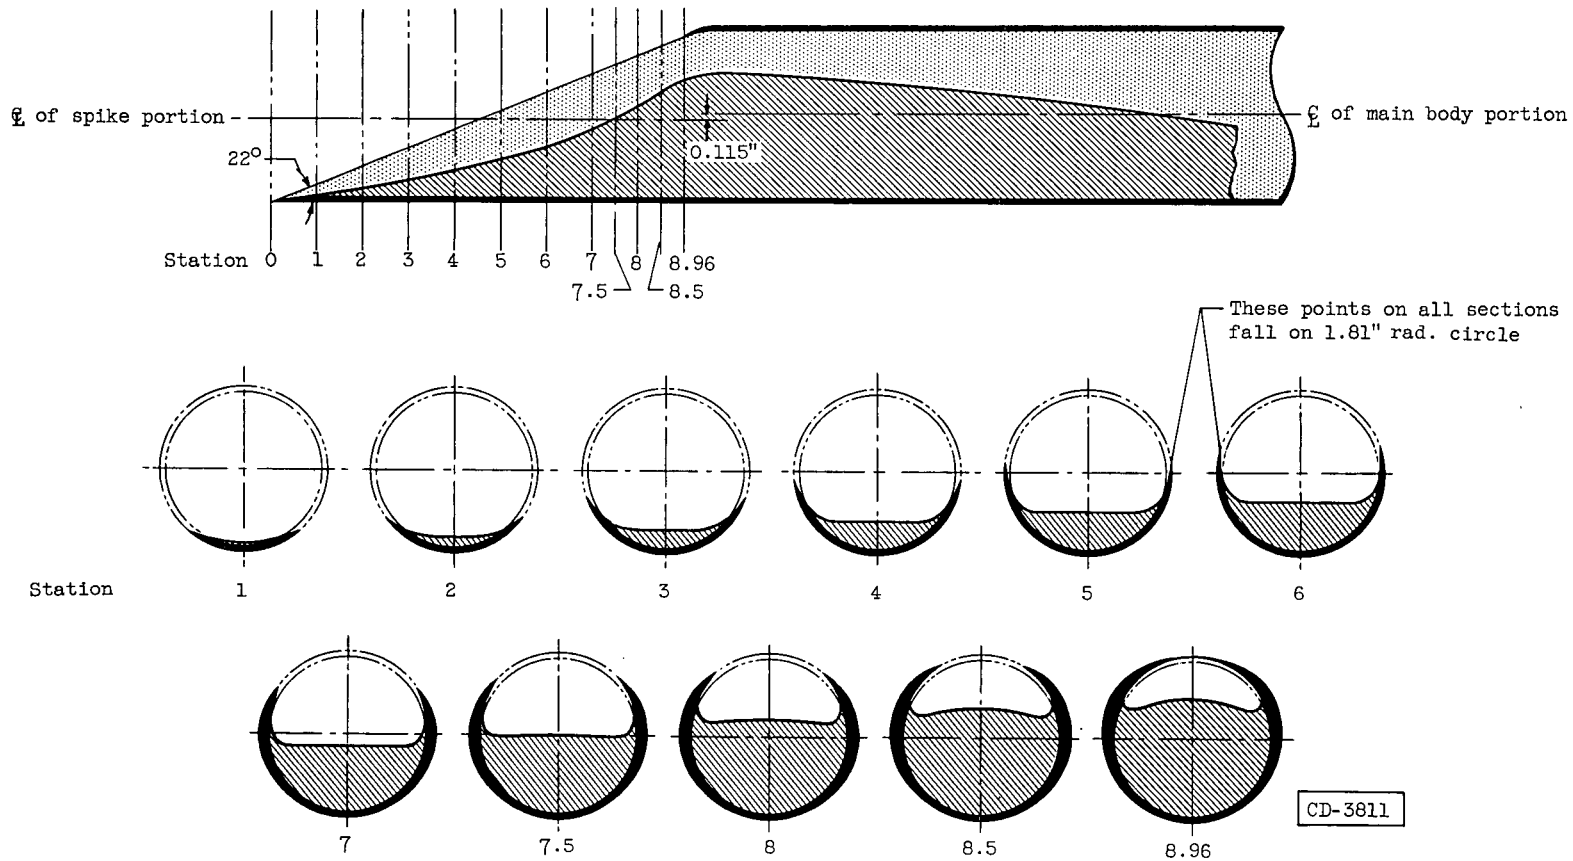 ℄ of spike portion
℄ of main body portion
22°
0.115"
Station 0 1 2 3 4 5 6 7 8 8.96
7.5 8.5
These points on all sections
fall on 1.81" rad. circle
Station 1 2 3 4 5 6
7 7.5 8 8.5 8.96
CD-3811